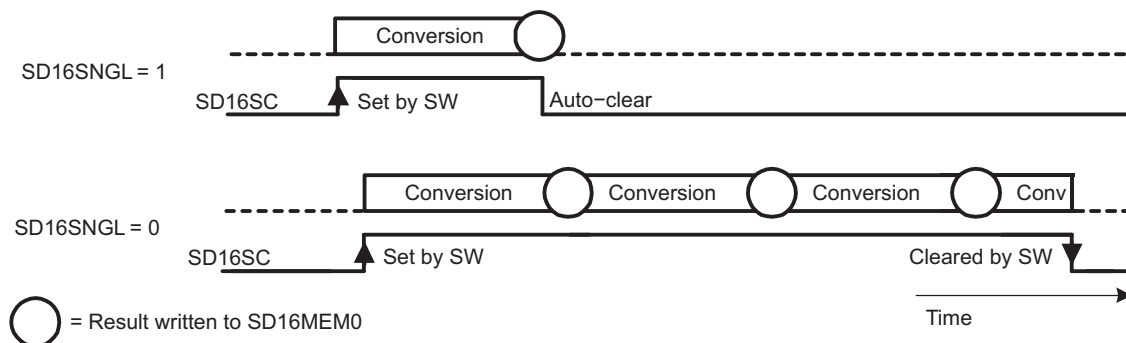 Conversion
SD16SNGL = 1
SD16SC Set by SW Auto−clear
Conversion Conversion Conversion Conv
SD16SNGL = 0
SD16SC Set by SW Cleared by SW
= Result written to SD16MEM0
Time